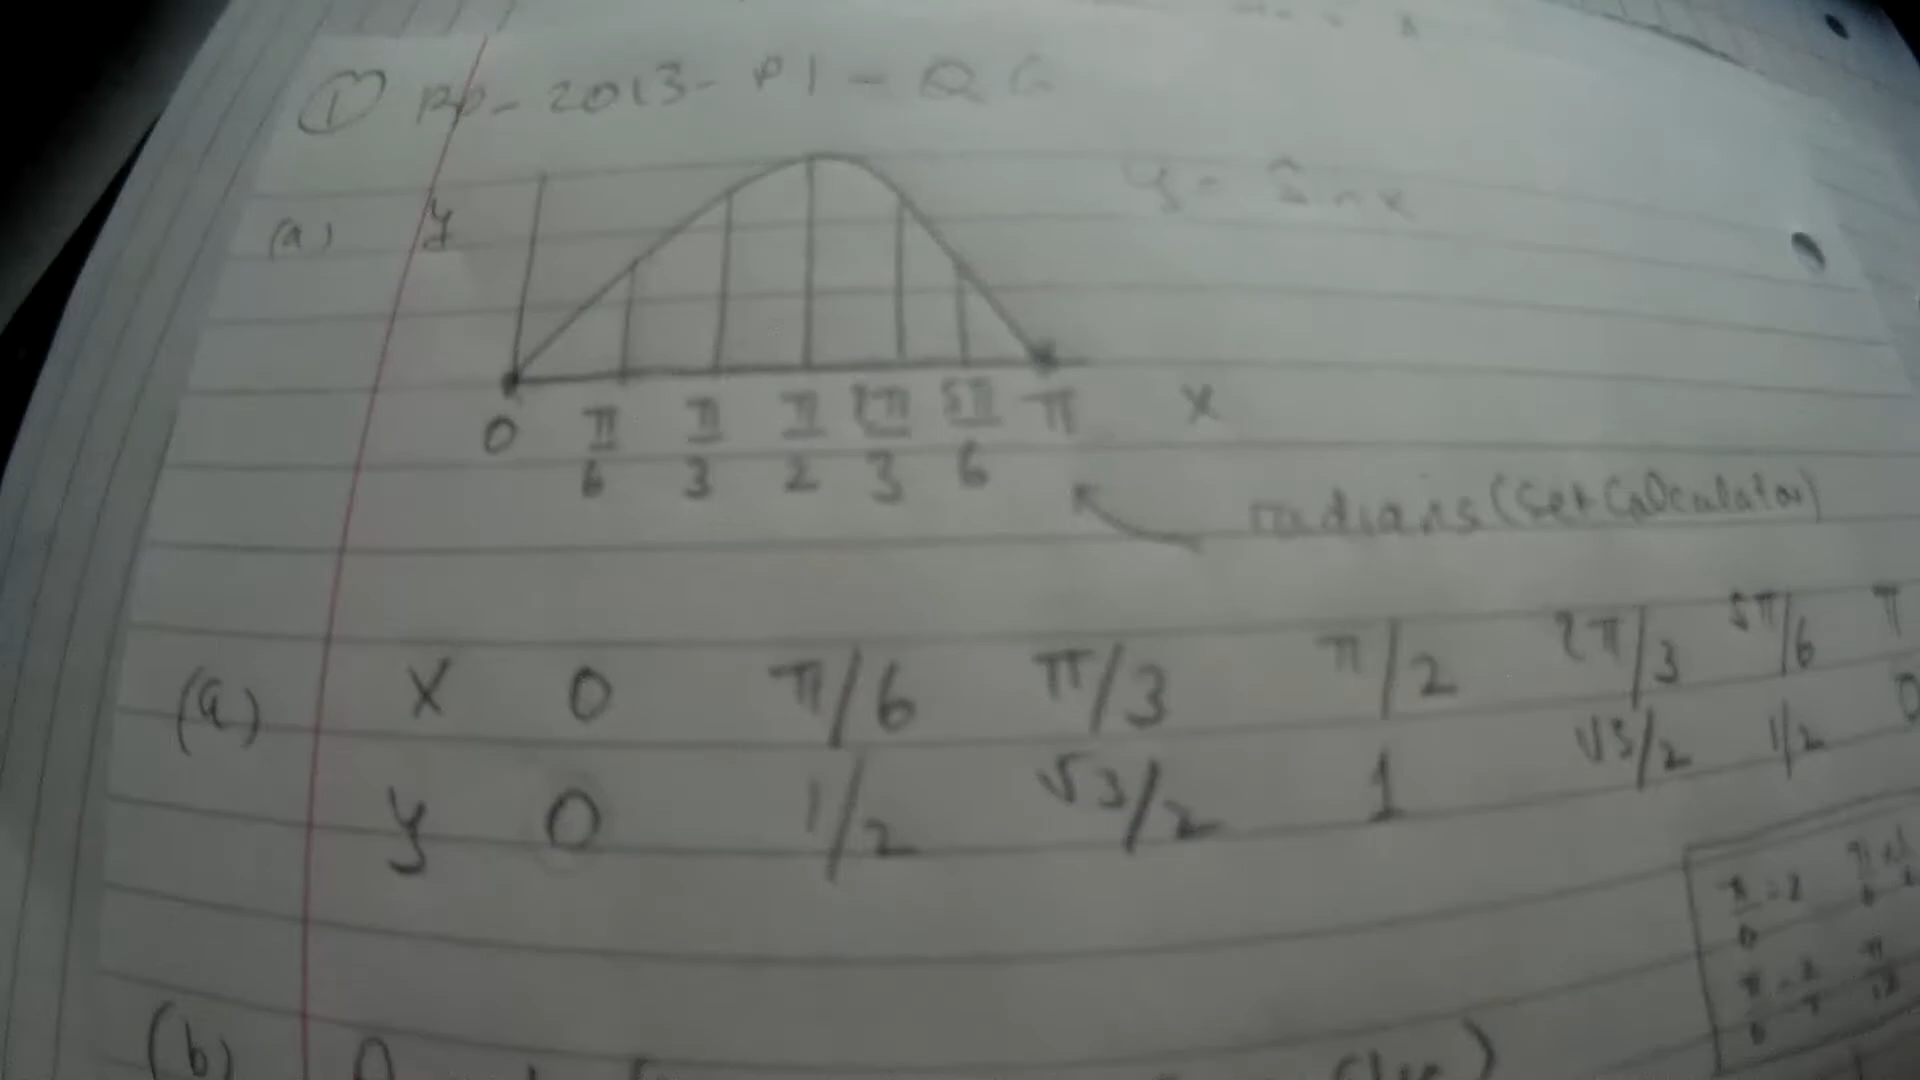 ① PP - 2013 - P1 - Q6
(a) y y = Sin x
0 π/6 π/3 π/2 2π/3 5π/6 π x
radians (Set Calculator)
(a) x 0 π/6 π/3 π/2 2π/3 5π/6 π
y 0 1/2 √3/2 1 √3/2 1/2 0
(b)